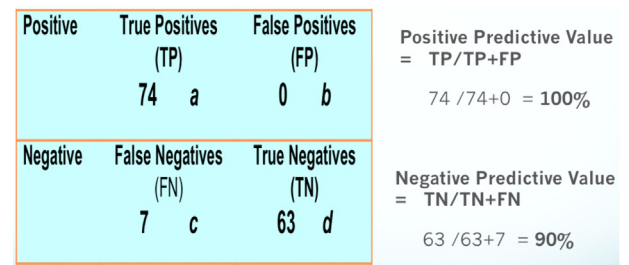 Positive True Positives False Positives
(TP) (FP)
74 a 0 b
Negative False Negatives True Negatives
(FN) (TN)
7 c 63 d
Positive Predictive Value
= TP/TP+FP
74 /74+0 = 100%
Negative Predictive Value
= TN/TN+FN
63 /63+7 = 90%